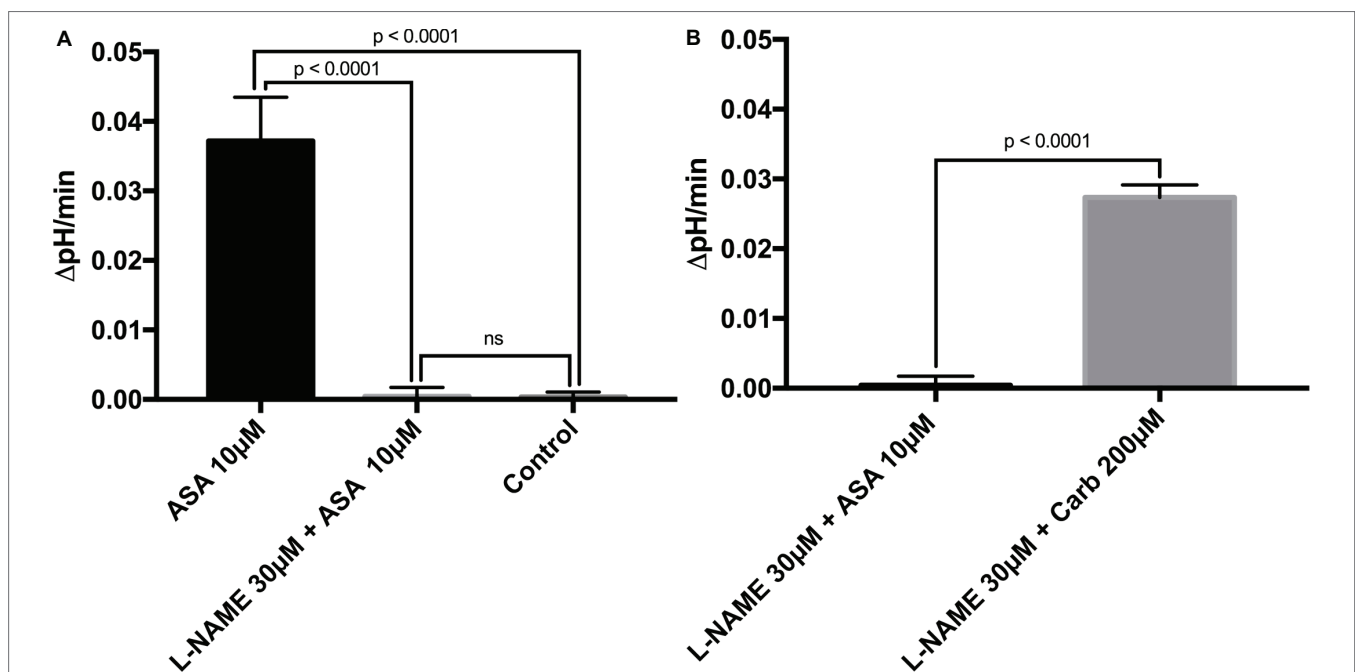 A
p < 0.0001
p < 0.0001
ns
0.05
0.04
0.03
0.02
0.01
0.00
ΔpH/min
ASA 10µM
L-NAME 30µM + ASA  10µM
Control
B
p < 0.0001
0.05
0.04
0.03
0.02
0.01
0.00
ΔpH/min
L-NAME 30µM + ASA 10µM
L-NAME 30µM + Carb 200µM